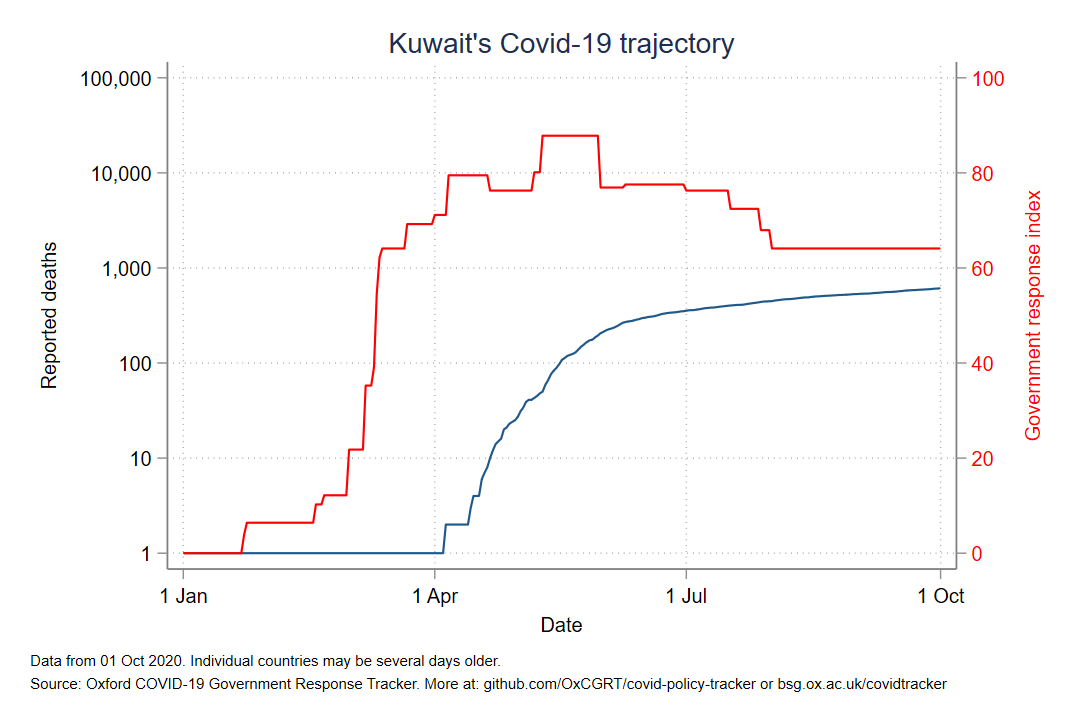 Kuwait's Covid-19 trajectory
100,000
10,000
1,000
100
10
1
Reported deaths
100
80
60
40
20
0
Government response index
1 Jan
1 Apr
1 Jul
1 Oct
Date
Data from 01 Oct 2020. Individual countries may be several days older.
Source: Oxford COVID-19 Government Response Tracker. More at: github.com/OxCGRT/covid-policy-tracker or bsg.ox.ac.uk/covidtracker